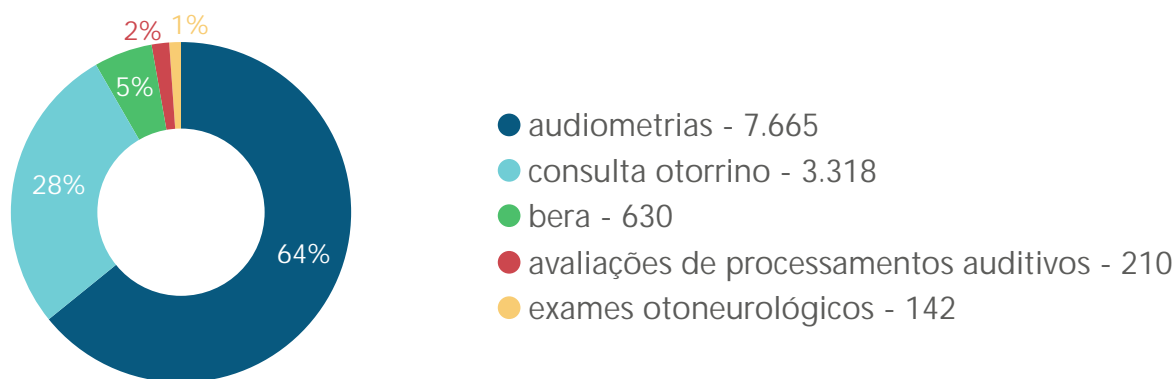 2%
1%
5%
28%
64%
audiometrias - 7.665
consulta otorrino - 3.318
bera - 630
avaliações de processamentos auditivos - 210
exames otoneurológicos - 142